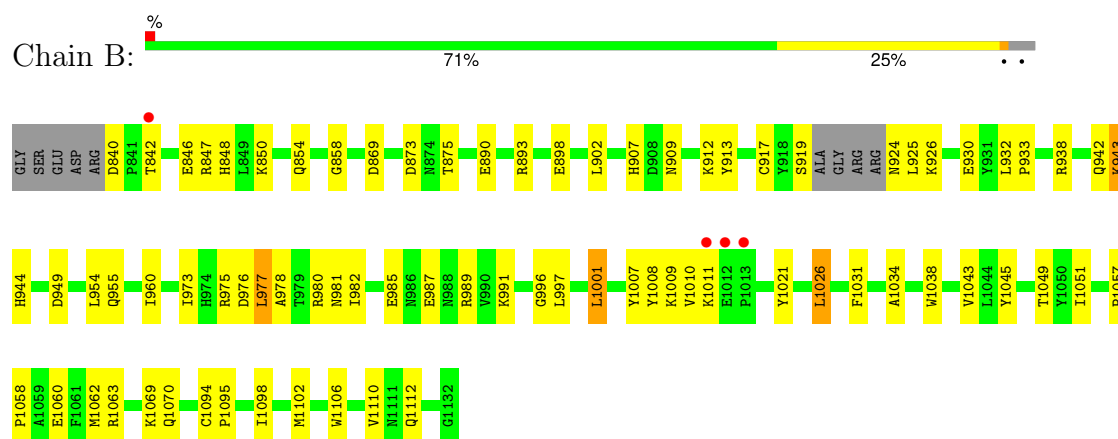 %
Chain B:
71% 25% • •
GLY SER GLU ASP ARG D840 P841 T842 E846 R847 H848 L849 K850 Q854 G858 D869 D873 N874 T875 E890 R893 E898 L902 H907 D908 N909 K912 Y913 C917 Y918 S919 ALA GLY ARG ARG N924 L925 K926 E930 Y931 L932 P933 R938 Q942 K943
H944 D949 L954 Q955 I960 I973 H974 R975 D976 L977 A978 T979 R980 N981 I982 E985 N986 E987 N988 R989 V990 K991 G996 L997 L1001 Y1007 Y1008 K1009 V1010 K1011 E1012 P1013 Y1021 L1026 F1031 A1034 W1038 V1043 L1044 Y1045 T1049 Y1050 I1051 P1057
P1058 A1059 E1060 F1061 M1062 R1063 K1069 Q1070 C1094 P1095 I1098 M1102 W1106 V1110 N1111 Q1112 G1132